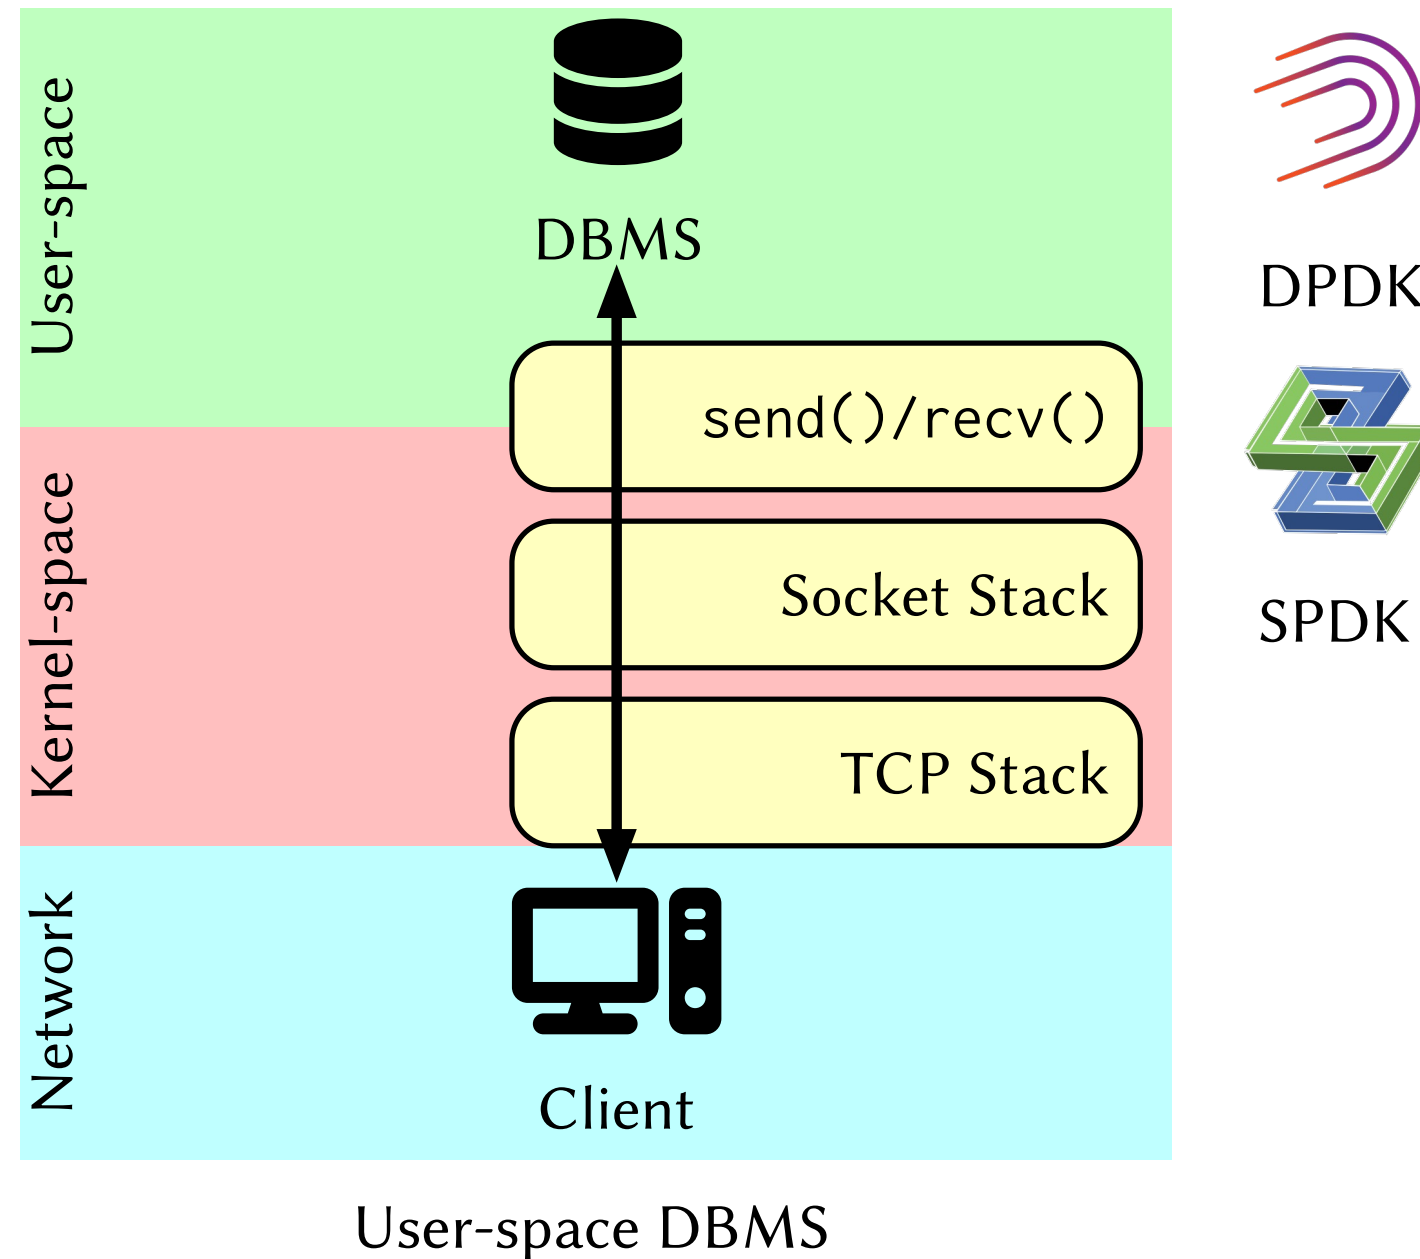 User-space
DBMS
DPDK
send()/recv()
Kernel-space
Socket Stack
SPDK
TCP Stack
Network
Client
User-space DBMS